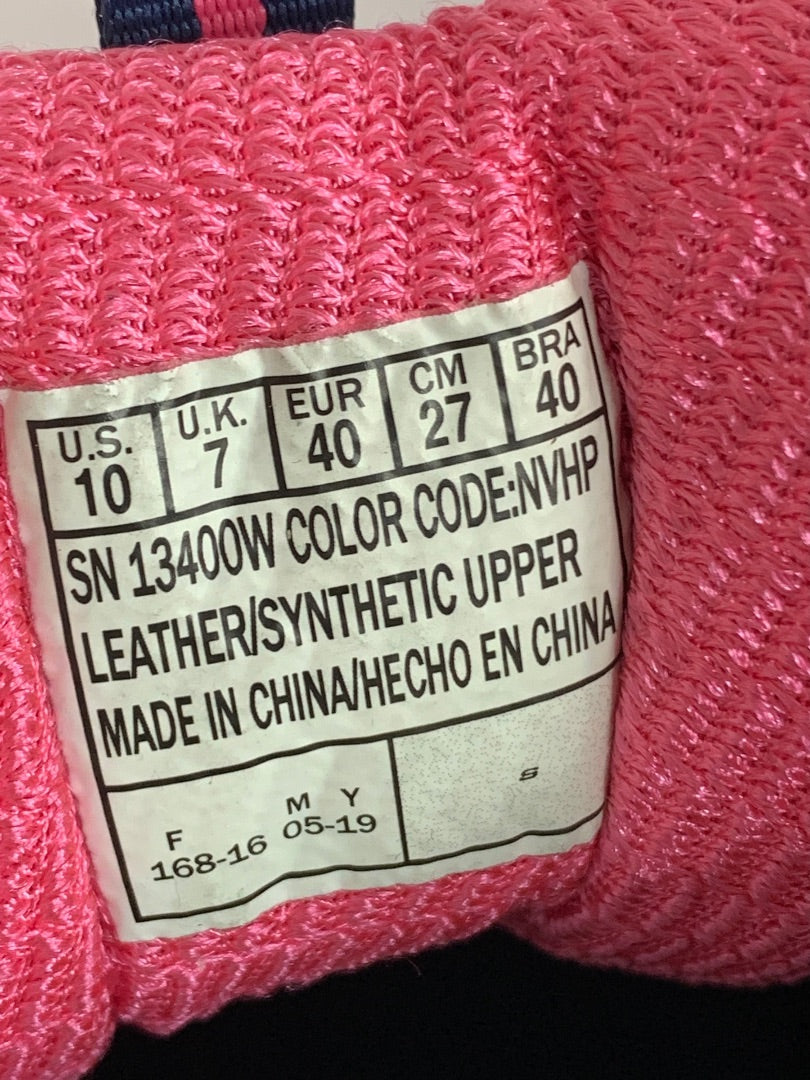 U.S. U.K. EUR CM BRA
10 7 40 27 40
SN 13400W COLOR CODE:NVHP
LEATHER/SYNTHETIC UPPER
MADE IN CHINA/HECHO EN CHINA
F M Y
168-16 05-19
S